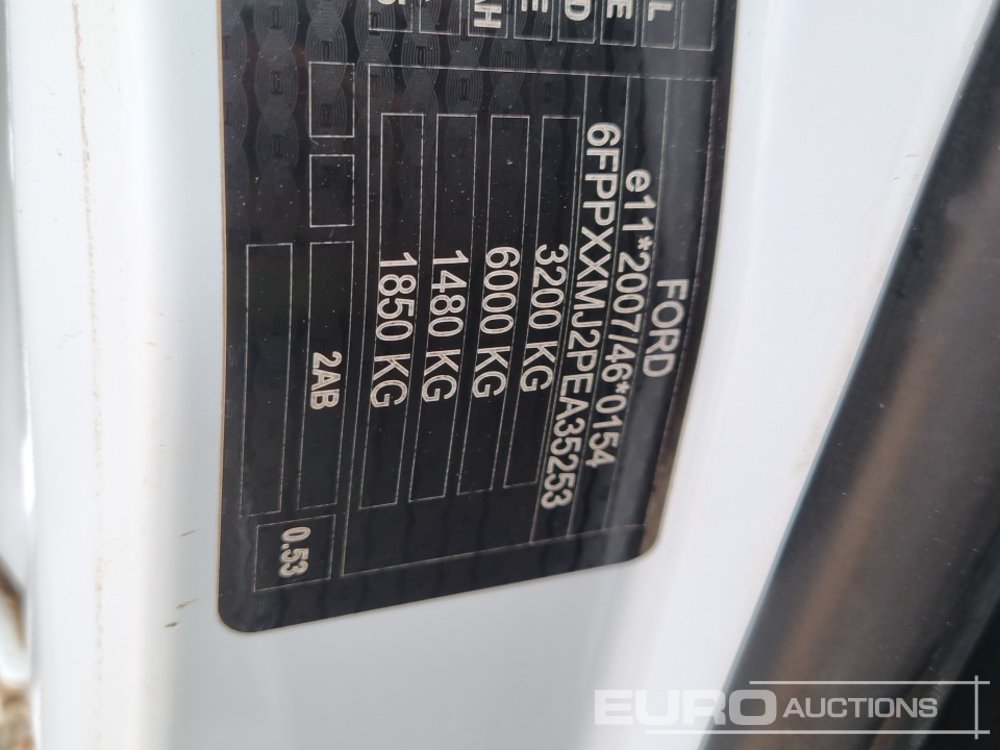 FORD
e11*2007/46*0154
6FPPXXMJ2PEA35253
3200 KG
6000 KG
1480 KG
1850 KG
2AB
0.53
EURO AUCTIONS